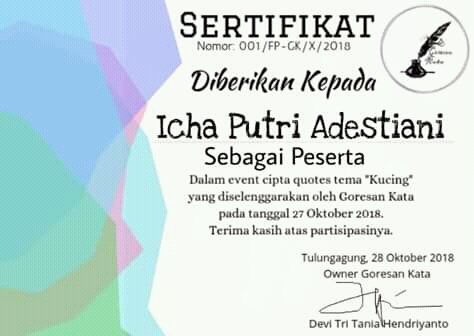 SERTIFIKAT
Nomor: 001/FP-GK/X/2018
Goresan
Kata
Diberikan Kepada
Icha Putri Adestiani
Sebagai Peserta
Dalam event cipta quotes tema "Kucing"
yang diselenggarakan oleh Goresan Kata
pada tanggal 27 Oktober 2018.
Terima kasih atas partisipasinya.
Tulungagung, 28 Oktober 2018
Owner Goresan Kata
Devi Tri Tania Hendriyanto